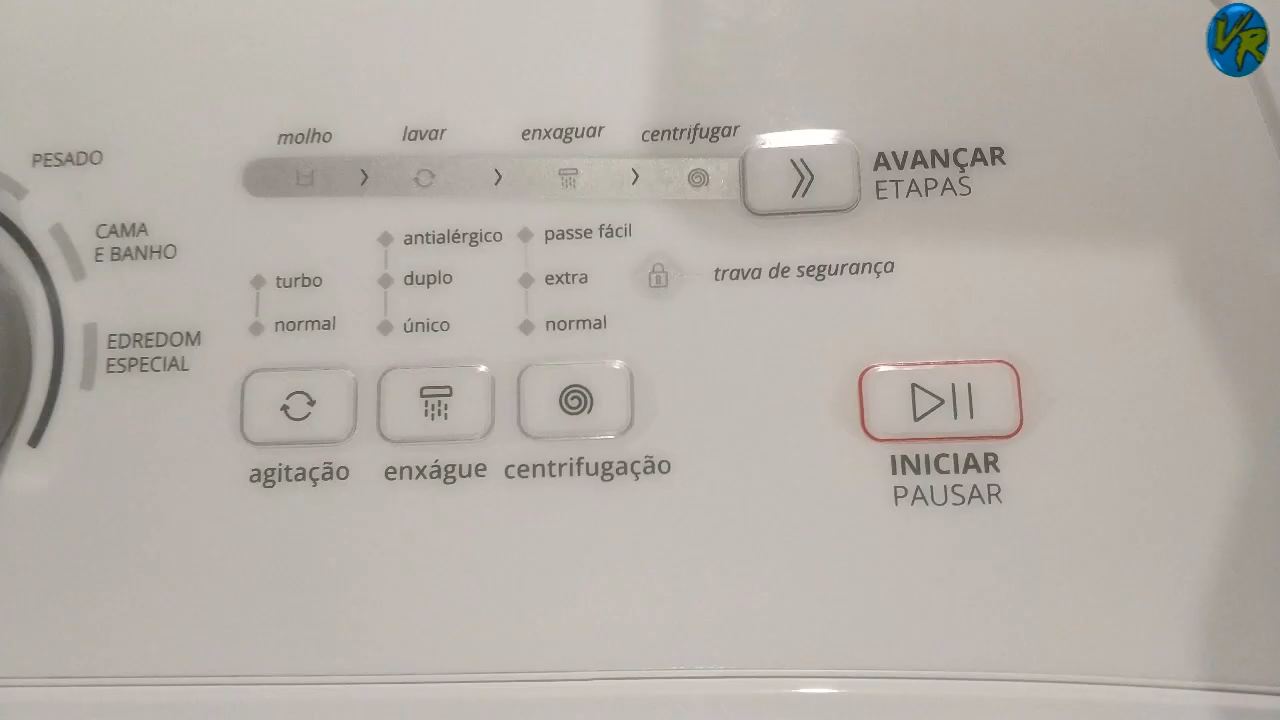 VR
molho lavar enxaguar centrifugar
PESADO
AVANÇAR
ETAPAS
CAMA
E BANHO
antialérgico passe fácil
turbo duplo extra
trava de segurança
normal único normal
EDREDOM
ESPECIAL
agitação enxágue centrifugação
INICIAR
PAUSAR